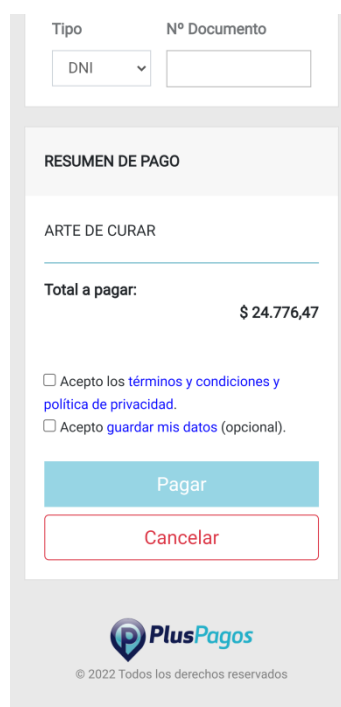 Tipo Nº Documento
DNI
RESUMEN DE PAGO
ARTE DE CURAR
Total a pagar:
$ 24.776,47
Acepto los términos y condiciones y
política de privacidad.
Acepto guardar mis datos (opcional).
Pagar
Cancelar
PlusPagos
© 2022 Todos los derechos reservados